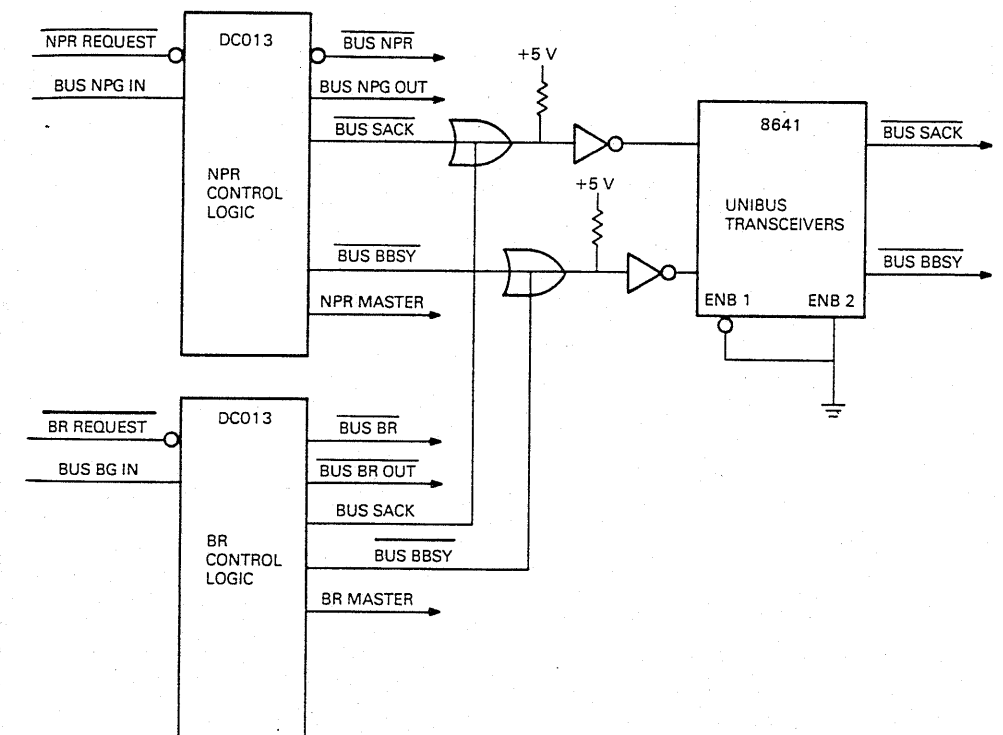 NPR REQUEST
BUS NPG IN
DC013
NPR
CONTROL
LOGIC
BUS NPR
BUS NPG OUT
BUS SACK
BUS BBSY
NPR MASTER
+5 V
+5 V
8641
UNIBUS
TRANSCEIVERS
ENB 1
ENB 2
BUS SACK
BUS BBSY
BR REQUEST
BUS BG IN
DC013
BR
CONTROL
LOGIC
BUS BR
BUS BR OUT
BUS SACK
BUS BBSY
BR MASTER